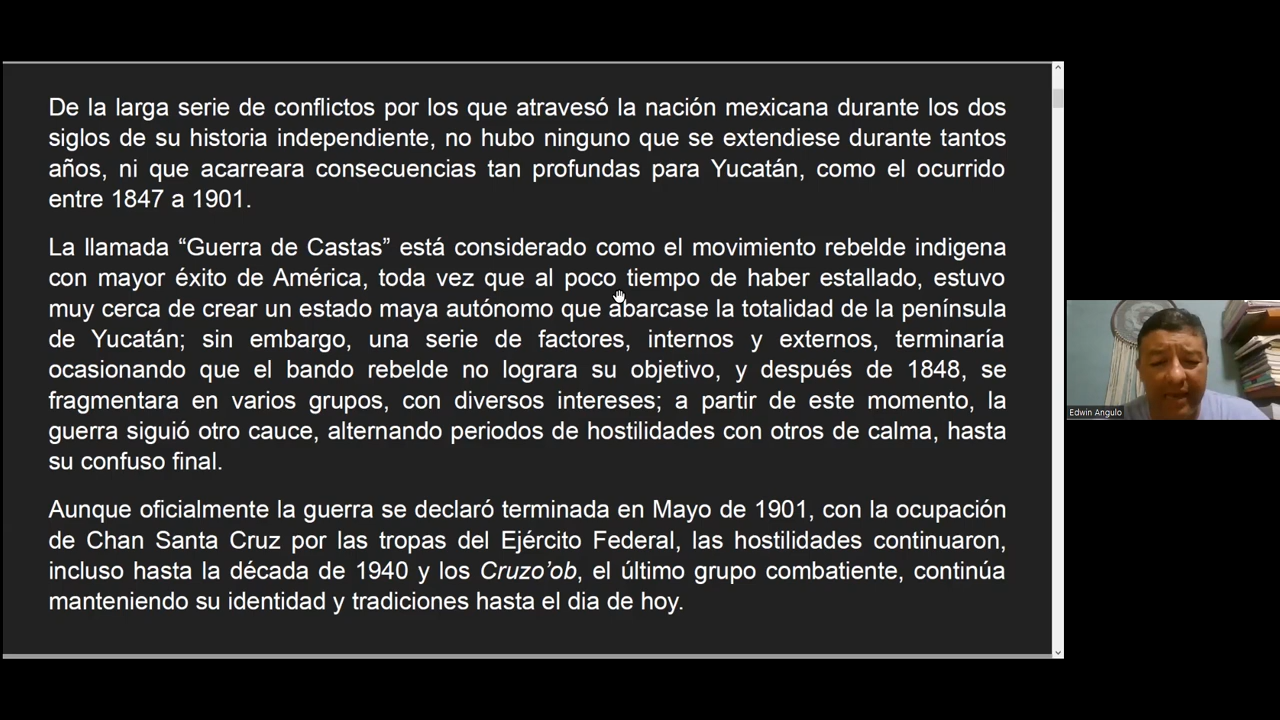 De la larga serie de conflictos por los que atravesó la nación mexicana durante los dos
siglos de su historia independiente, no hubo ninguno que se extendiese durante tantos
años, ni que acarreara consecuencias tan profundas para Yucatán, como el ocurrido
entre 1847 a 1901.
La llamada “Guerra de Castas” está considerado como el movimiento rebelde indigena
con mayor éxito de América, toda vez que al poco tiempo de haber estallado, estuvo
muy cerca de crear un estado maya autónomo que abarcase la totalidad de la península
de Yucatán; sin embargo, una serie de factores, internos y externos, terminaría
ocasionando que el bando rebelde no lograra su objetivo, y después de 1848, se
fragmentara en varios grupos, con diversos intereses; a partir de este momento, la
guerra siguió otro cauce, alternando periodos de hostilidades con otros de calma, hasta
su confuso final.
Aunque oficialmente la guerra se declaró terminada en Mayo de 1901, con la ocupación
de Chan Santa Cruz por las tropas del Ejército Federal, las hostilidades continuaron,
incluso hasta la década de 1940 y los Cruzo’ob, el último grupo combatiente, continúa
manteniendo su identidad y tradiciones hasta el dia de hoy.
Edwin Angulo